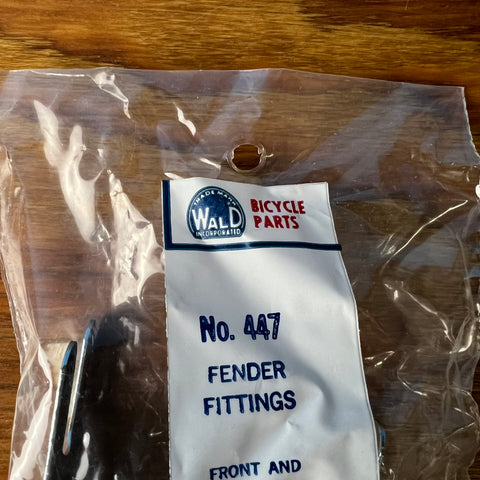 TRADE MARK
WALD
INCORPORATED
BICYCLE
PARTS
No. 447
FENDER
FITTINGS
FRONT AND